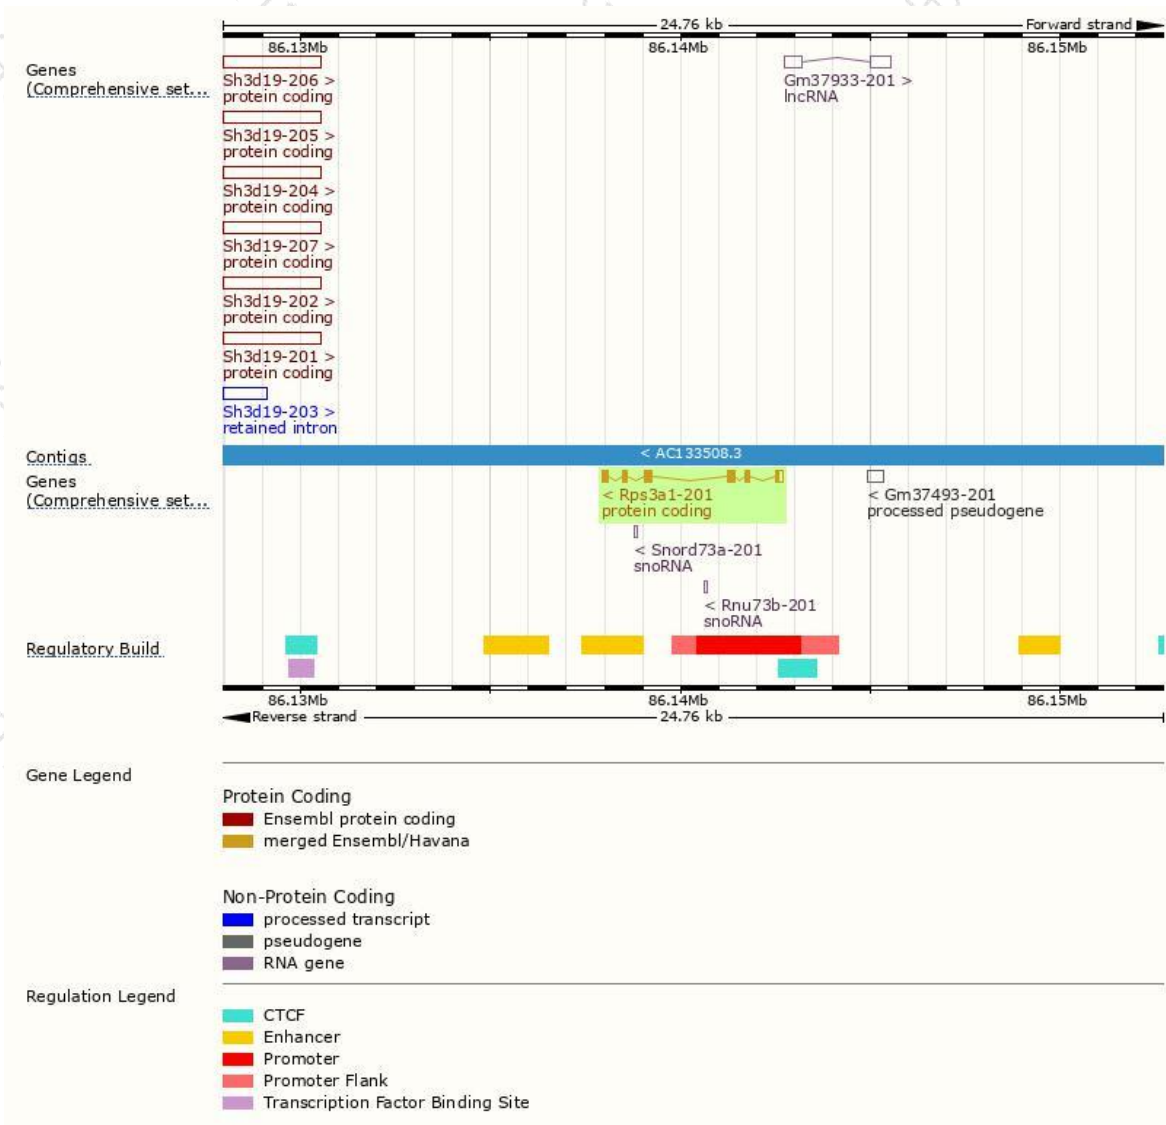 24.76 kb
Forward strand
86.13Mb
86.14Mb
86.15Mb
Genes
(Comprehensive set...
Sh3d19-206 >
protein coding
Gm37933-201 >
lncRNA
Sh3d19-205 >
protein coding
Sh3d19-204 >
protein coding
Sh3d19-207 >
protein coding
Sh3d19-202 >
protein coding
Sh3d19-201 >
protein coding
Sh3d19-203 >
retained intron
Contigs
< AC133508.3
Genes
(Comprehensive set...
< Rps3a1-201
protein coding
< Gm37493-201
processed pseudogene
< Snord73a-201
snoRNA
< Rnu73b-201
snoRNA
Regulatory Build
86.13Mb
86.14Mb
86.15Mb
Reverse strand
24.76 kb
Gene Legend
Protein Coding
Ensembl protein coding
merged Ensembl/Havana
Non-Protein Coding
processed transcript
pseudogene
RNA gene
Regulation Legend
CTCF
Enhancer
Promoter
Promoter Flank
Transcription Factor Binding Site